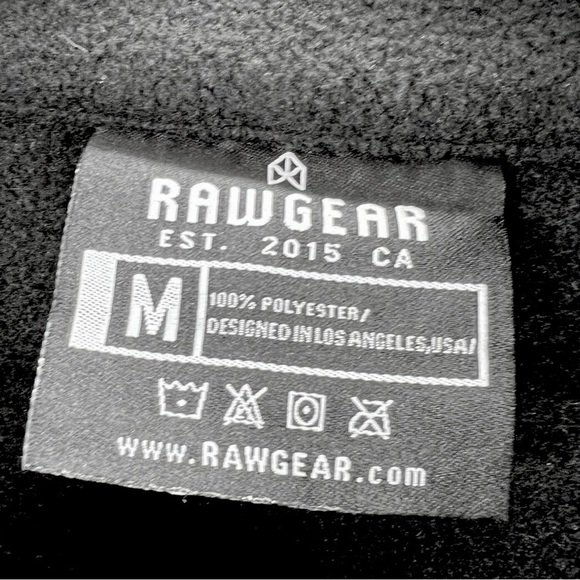 RAWGEAR
EST. 2015 CA
M
100% POLYESTER/
DESIGNED IN LOS ANGELES,USA/
www.RAWGEAR.com